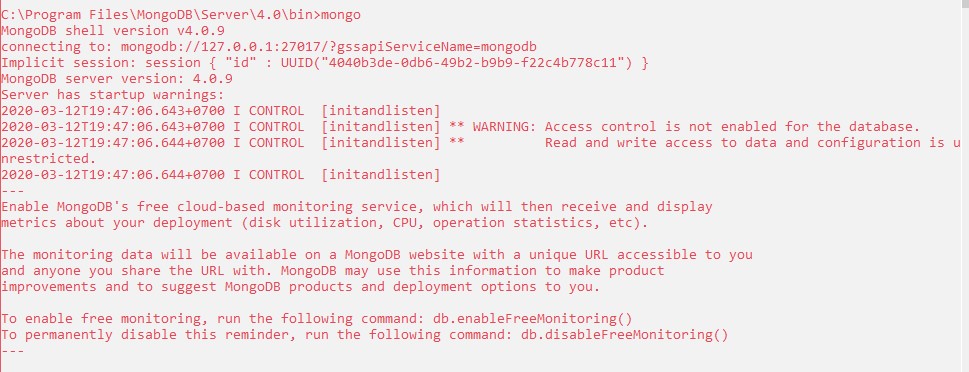 C:\Program Files\MongoDB\Server\4.0\bin>mongo
MongoDB shell version v4.0.9
connecting to: mongodb://127.0.0.1:27017/?gssapiServiceName=mongodb
Implicit session: session { "id" : UUID("4040b3de-0db6-49b2-b9b9-f22c4b778c11") }
MongoDB server version: 4.0.9
Server has startup warnings:
2020-03-12T19:47:06.643+0700 I CONTROL  [initandlisten]
2020-03-12T19:47:06.643+0700 I CONTROL  [initandlisten] ** WARNING: Access control is not enabled for the database.
2020-03-12T19:47:06.644+0700 I CONTROL  [initandlisten] **          Read and write access to data and configuration is u
nrestricted.
2020-03-12T19:47:06.644+0700 I CONTROL  [initandlisten]
---
Enable MongoDB's free cloud-based monitoring service, which will then receive and display
metrics about your deployment (disk utilization, CPU, operation statistics, etc).
The monitoring data will be available on a MongoDB website with a unique URL accessible to you
and anyone you share the URL with. MongoDB may use this information to make product
improvements and to suggest MongoDB products and deployment options to you.
To enable free monitoring, run the following command: db.enableFreeMonitoring()
To permanently disable this reminder, run the following command: db.disableFreeMonitoring()
---